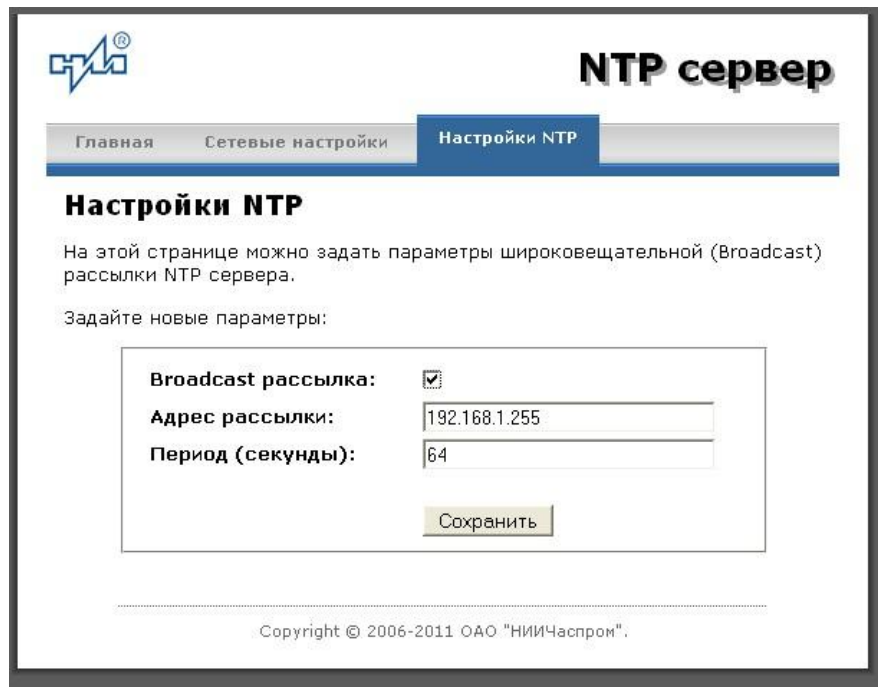 ®
NTP сервер
Главная Сетевые настройки Настройки NTP
Настройки NTP
На этой странице можно задать параметры широковещательной (Broadcast)
рассылки NTP сервера.
Задайте новые параметры:
Broadcast рассылка:
Адрес рассылки: 192.168.1.255
Период (секунды): 64
Сохранить
Copyright © 2006-2011 ОАО "НИИЧаспром".